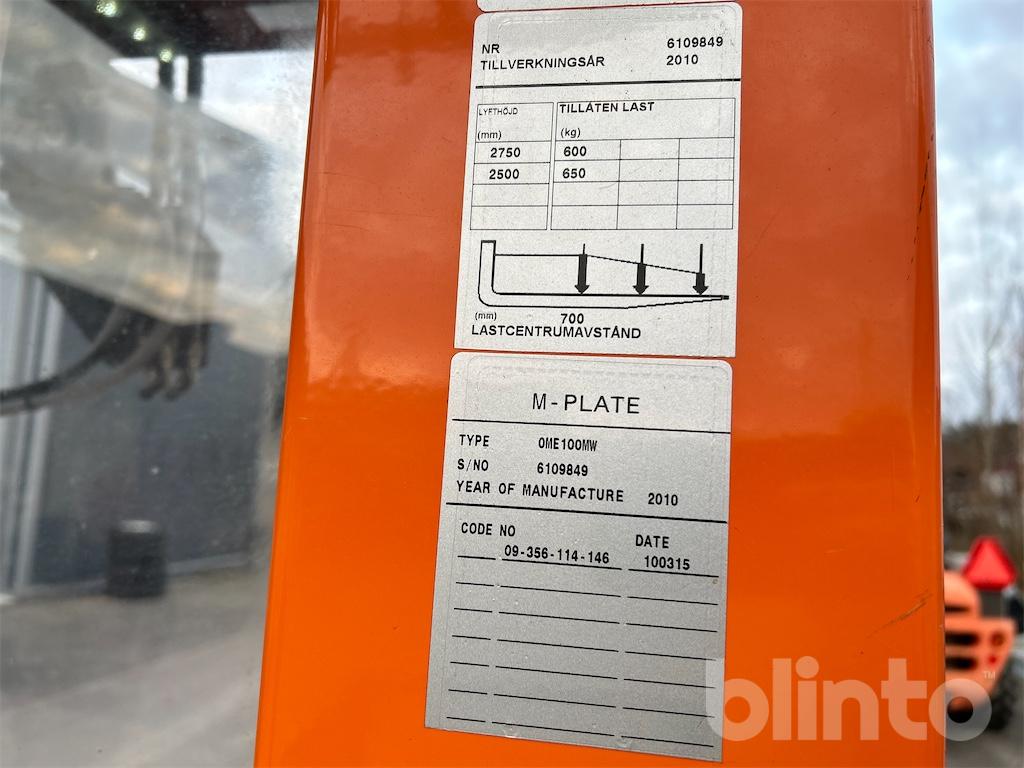 NR 6109849
TILLVERKNINGSÅR 2010
LYFTHÖJD TILLÅTEN LAST
(mm) (kg)
2750 600
2500 650
(mm) 700
LASTCENTRUMAVSTÅND
M-PLATE
TYPE OME100MW
S/NO 6109849
YEAR OF MANUFACTURE 2010
CODE NO DATE
09-356-114-146 100315
blinto™